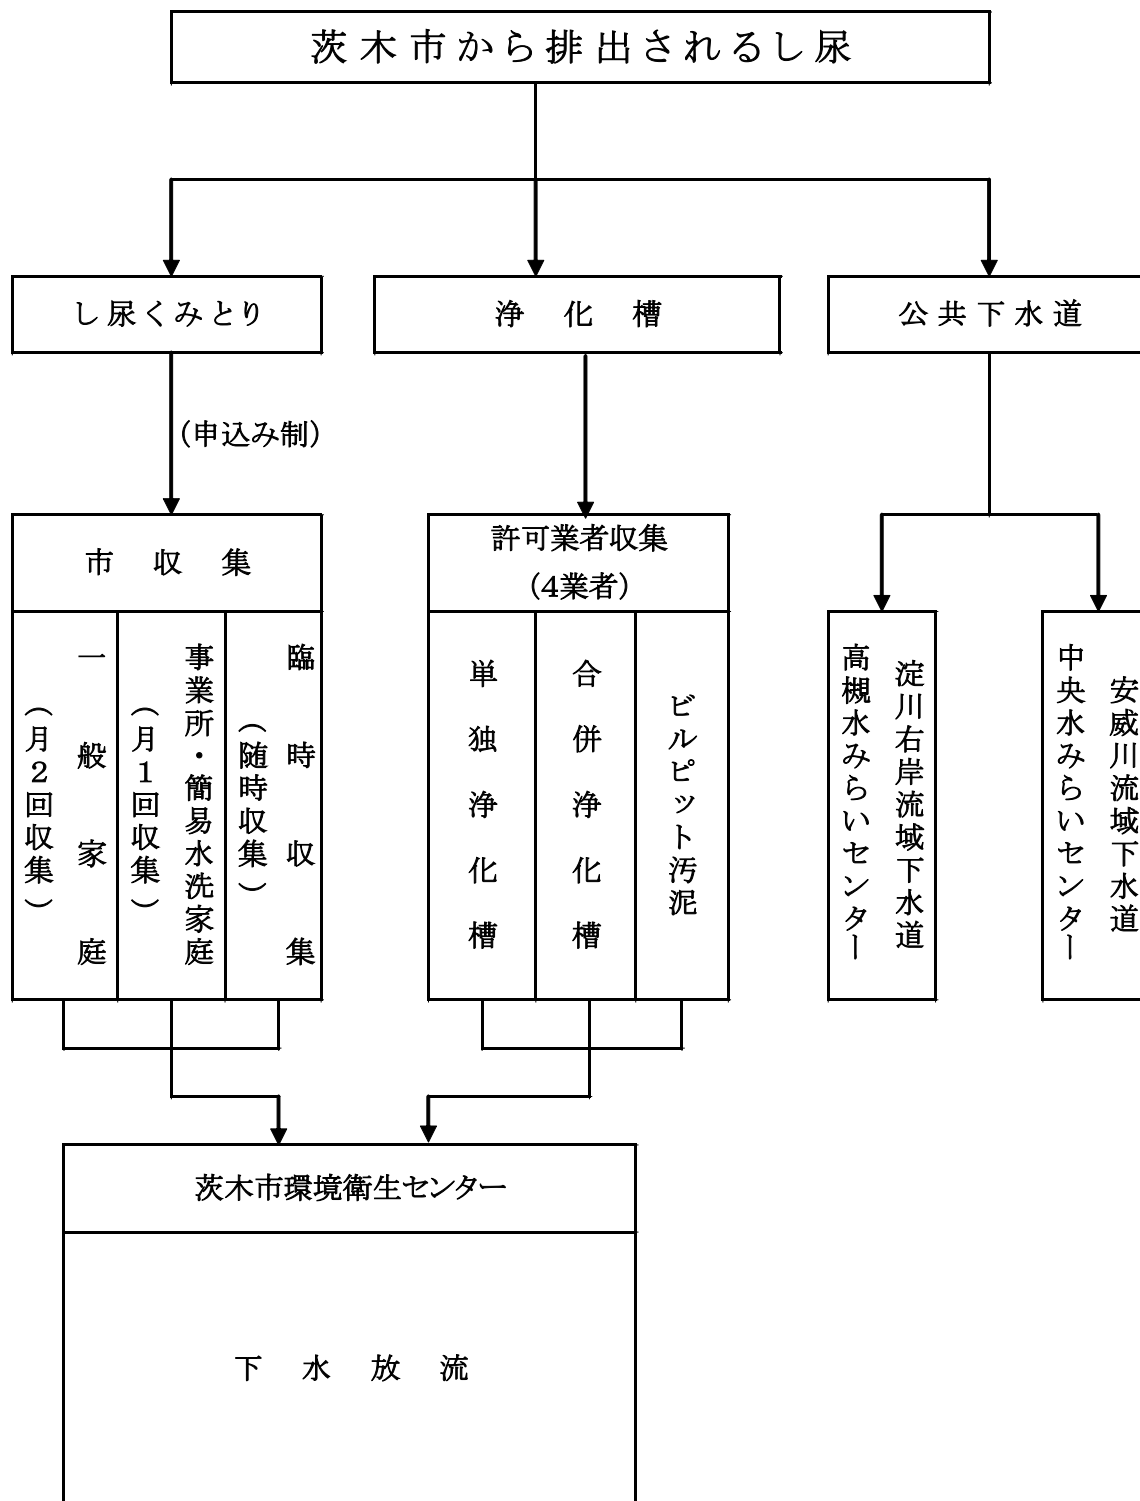 茨木市から排出されるし尿
し尿くみとり
浄化槽
公共下水道
(申込み制)
市収集
許可業者収集
(4業者)
一般家庭
(月2回収集)
事業所・簡易水洗家庭
(月1回収集)
臨時収集
(随時収集)
単独浄化槽
合併浄化槽
ビルピット汚泥
淀川右岸流域下水道
高槻水みらいセンター
安威川流域下水道
中央水みらいセンター
茨木市環境衛生センター
下水放流